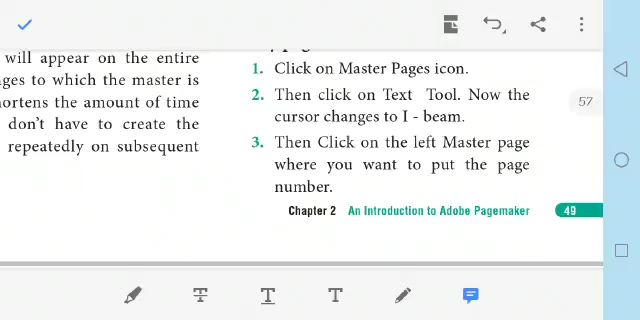 will appear on the entire
ges to which the master is
ortens the amount of time
don't have to create the
repeatedly on subsequent
1. Click on Master Pages icon.
2. Then click on Text Tool. Now the
cursor changes to I - beam.
3. Then Click on the left Master page
where you want to put the page
number.
Chapter 2 An Introduction to Adobe Pagemaker 49
57